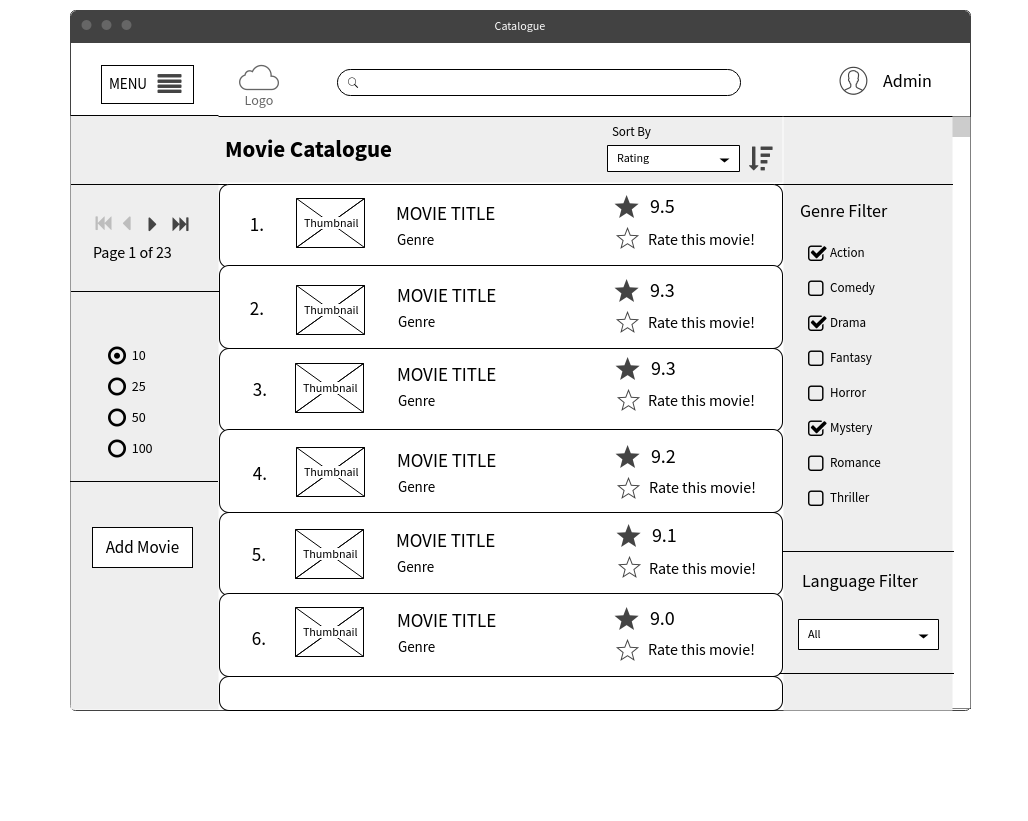 Catalogue
MENU
Logo
Admin
Movie Catalogue
Sort By
Rating
Page 1 of 23
10
25
50
100
Add Movie
1.
Thumbnail
MOVIE TITLE
Genre
9.5
Rate this movie!
2.
Thumbnail
MOVIE TITLE
Genre
9.3
Rate this movie!
3.
Thumbnail
MOVIE TITLE
Genre
9.3
Rate this movie!
4.
Thumbnail
MOVIE TITLE
Genre
9.2
Rate this movie!
5.
Thumbnail
MOVIE TITLE
Genre
9.1
Rate this movie!
6.
Thumbnail
MOVIE TITLE
Genre
9.0
Rate this movie!
Genre Filter
Action
Comedy
Drama
Fantasy
Horror
Mystery
Romance
Thriller
Language Filter
All